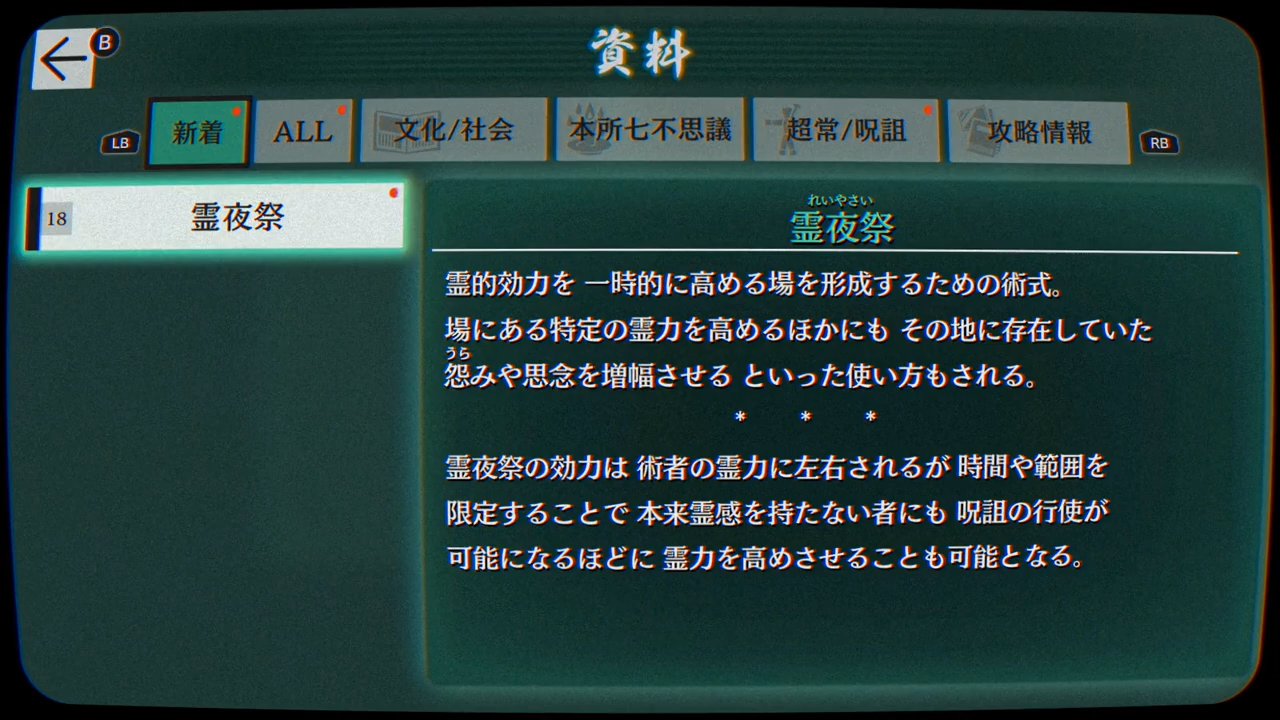 B
資料
LB
新着
ALL
文化/社会
本所七不思議
超常/呪詛
攻略情報
RB
18
霊夜祭
れいやさい
霊夜祭
霊的効力を 一時的に高める場を形成するための術式。
場にある特定の霊力を高めるほかにも その地に存在していた
うら
怨みや思念を増幅させる といった使い方もされる。
* * *
霊夜祭の効力は 術者の霊力に左右されるが 時間や範囲を
限定することで 本来霊感を持たない者にも 呪詛の行使が
可能になるほどに 霊力を高めさせることも可能となる。